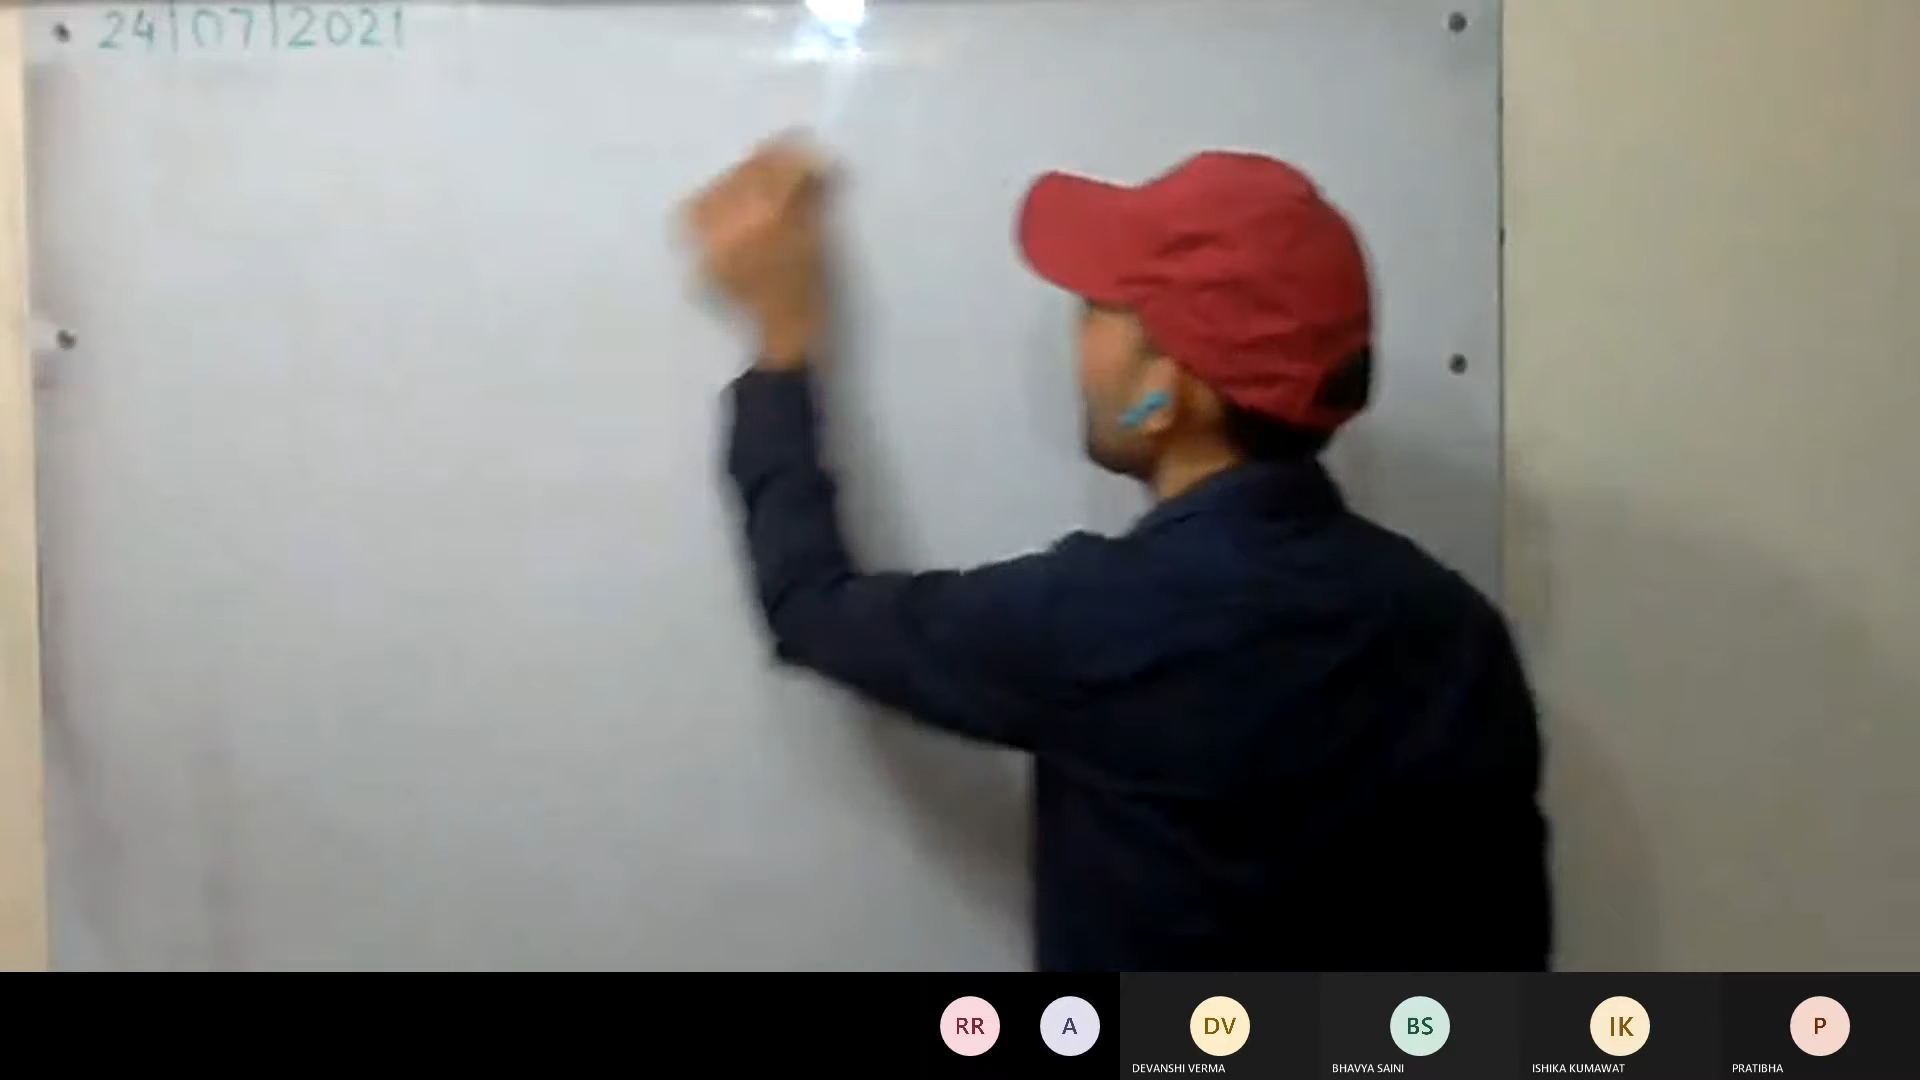 24/07/2021
RR
A
DV
BS
IK
P
DEVANSHI VERMA
BHAVYA SAINI
ISHIKA KUMAWAT
PRATIBHA